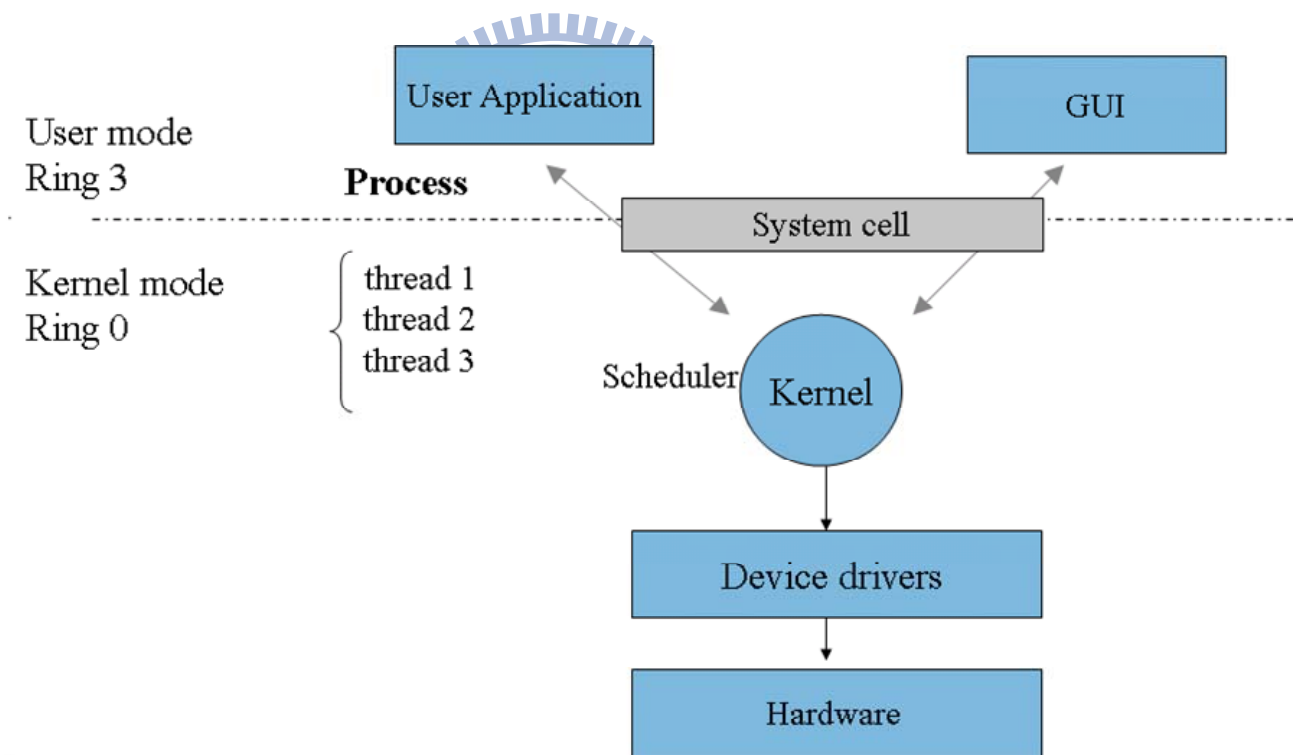 User Application
GUI
User mode
Ring 3
Process
System cell
Kernel mode
Ring 0
thread 1
thread 2
thread 3
Scheduler
Kernel
Device drivers
Hardware